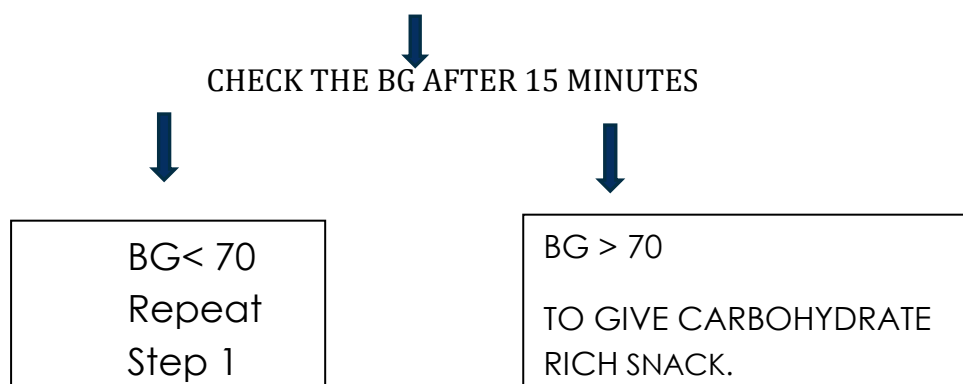 CHECK THE BG AFTER 15 MINUTES
BG< 70
Repeat
Step 1
BG > 70
TO GIVE CARBOHYDRATE
RICH SNACK.